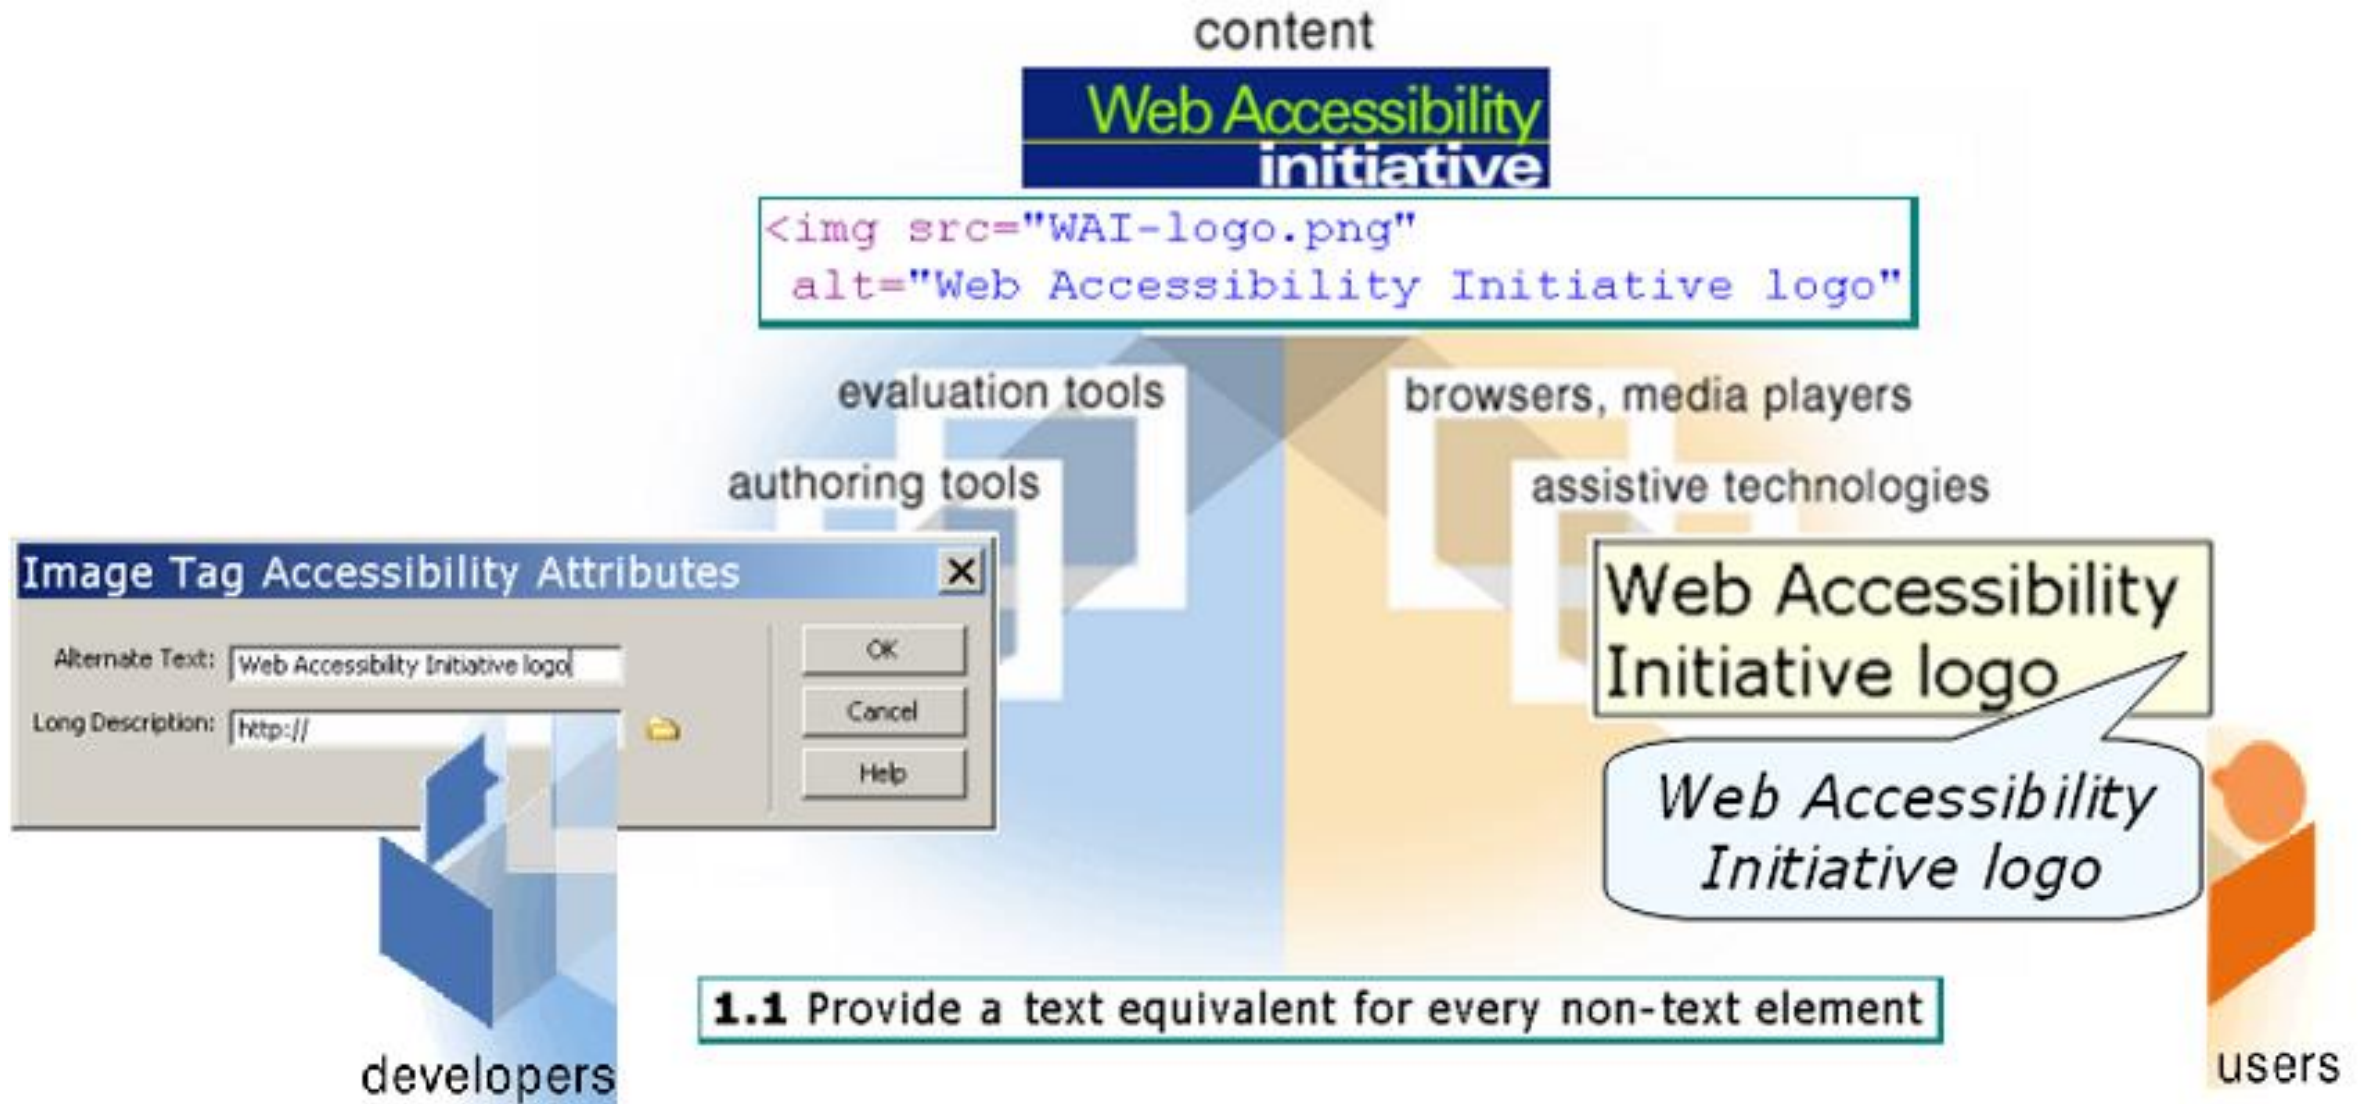 content
Web Accessibility
initiative
<img src="WAI-logo.png"
alt="Web Accessibility Initiative logo"
evaluation tools
browsers, media players
authoring tools
assistive technologies
Image Tag Accessibility Attributes
Alternate Text: Web Accessibility Initiative logo
OK
Long Description: http://
Cancel
Help
Web Accessibility
Initiative logo
Web Accessibility
Initiative logo
1.1 Provide a text equivalent for every non-text element
developers
users